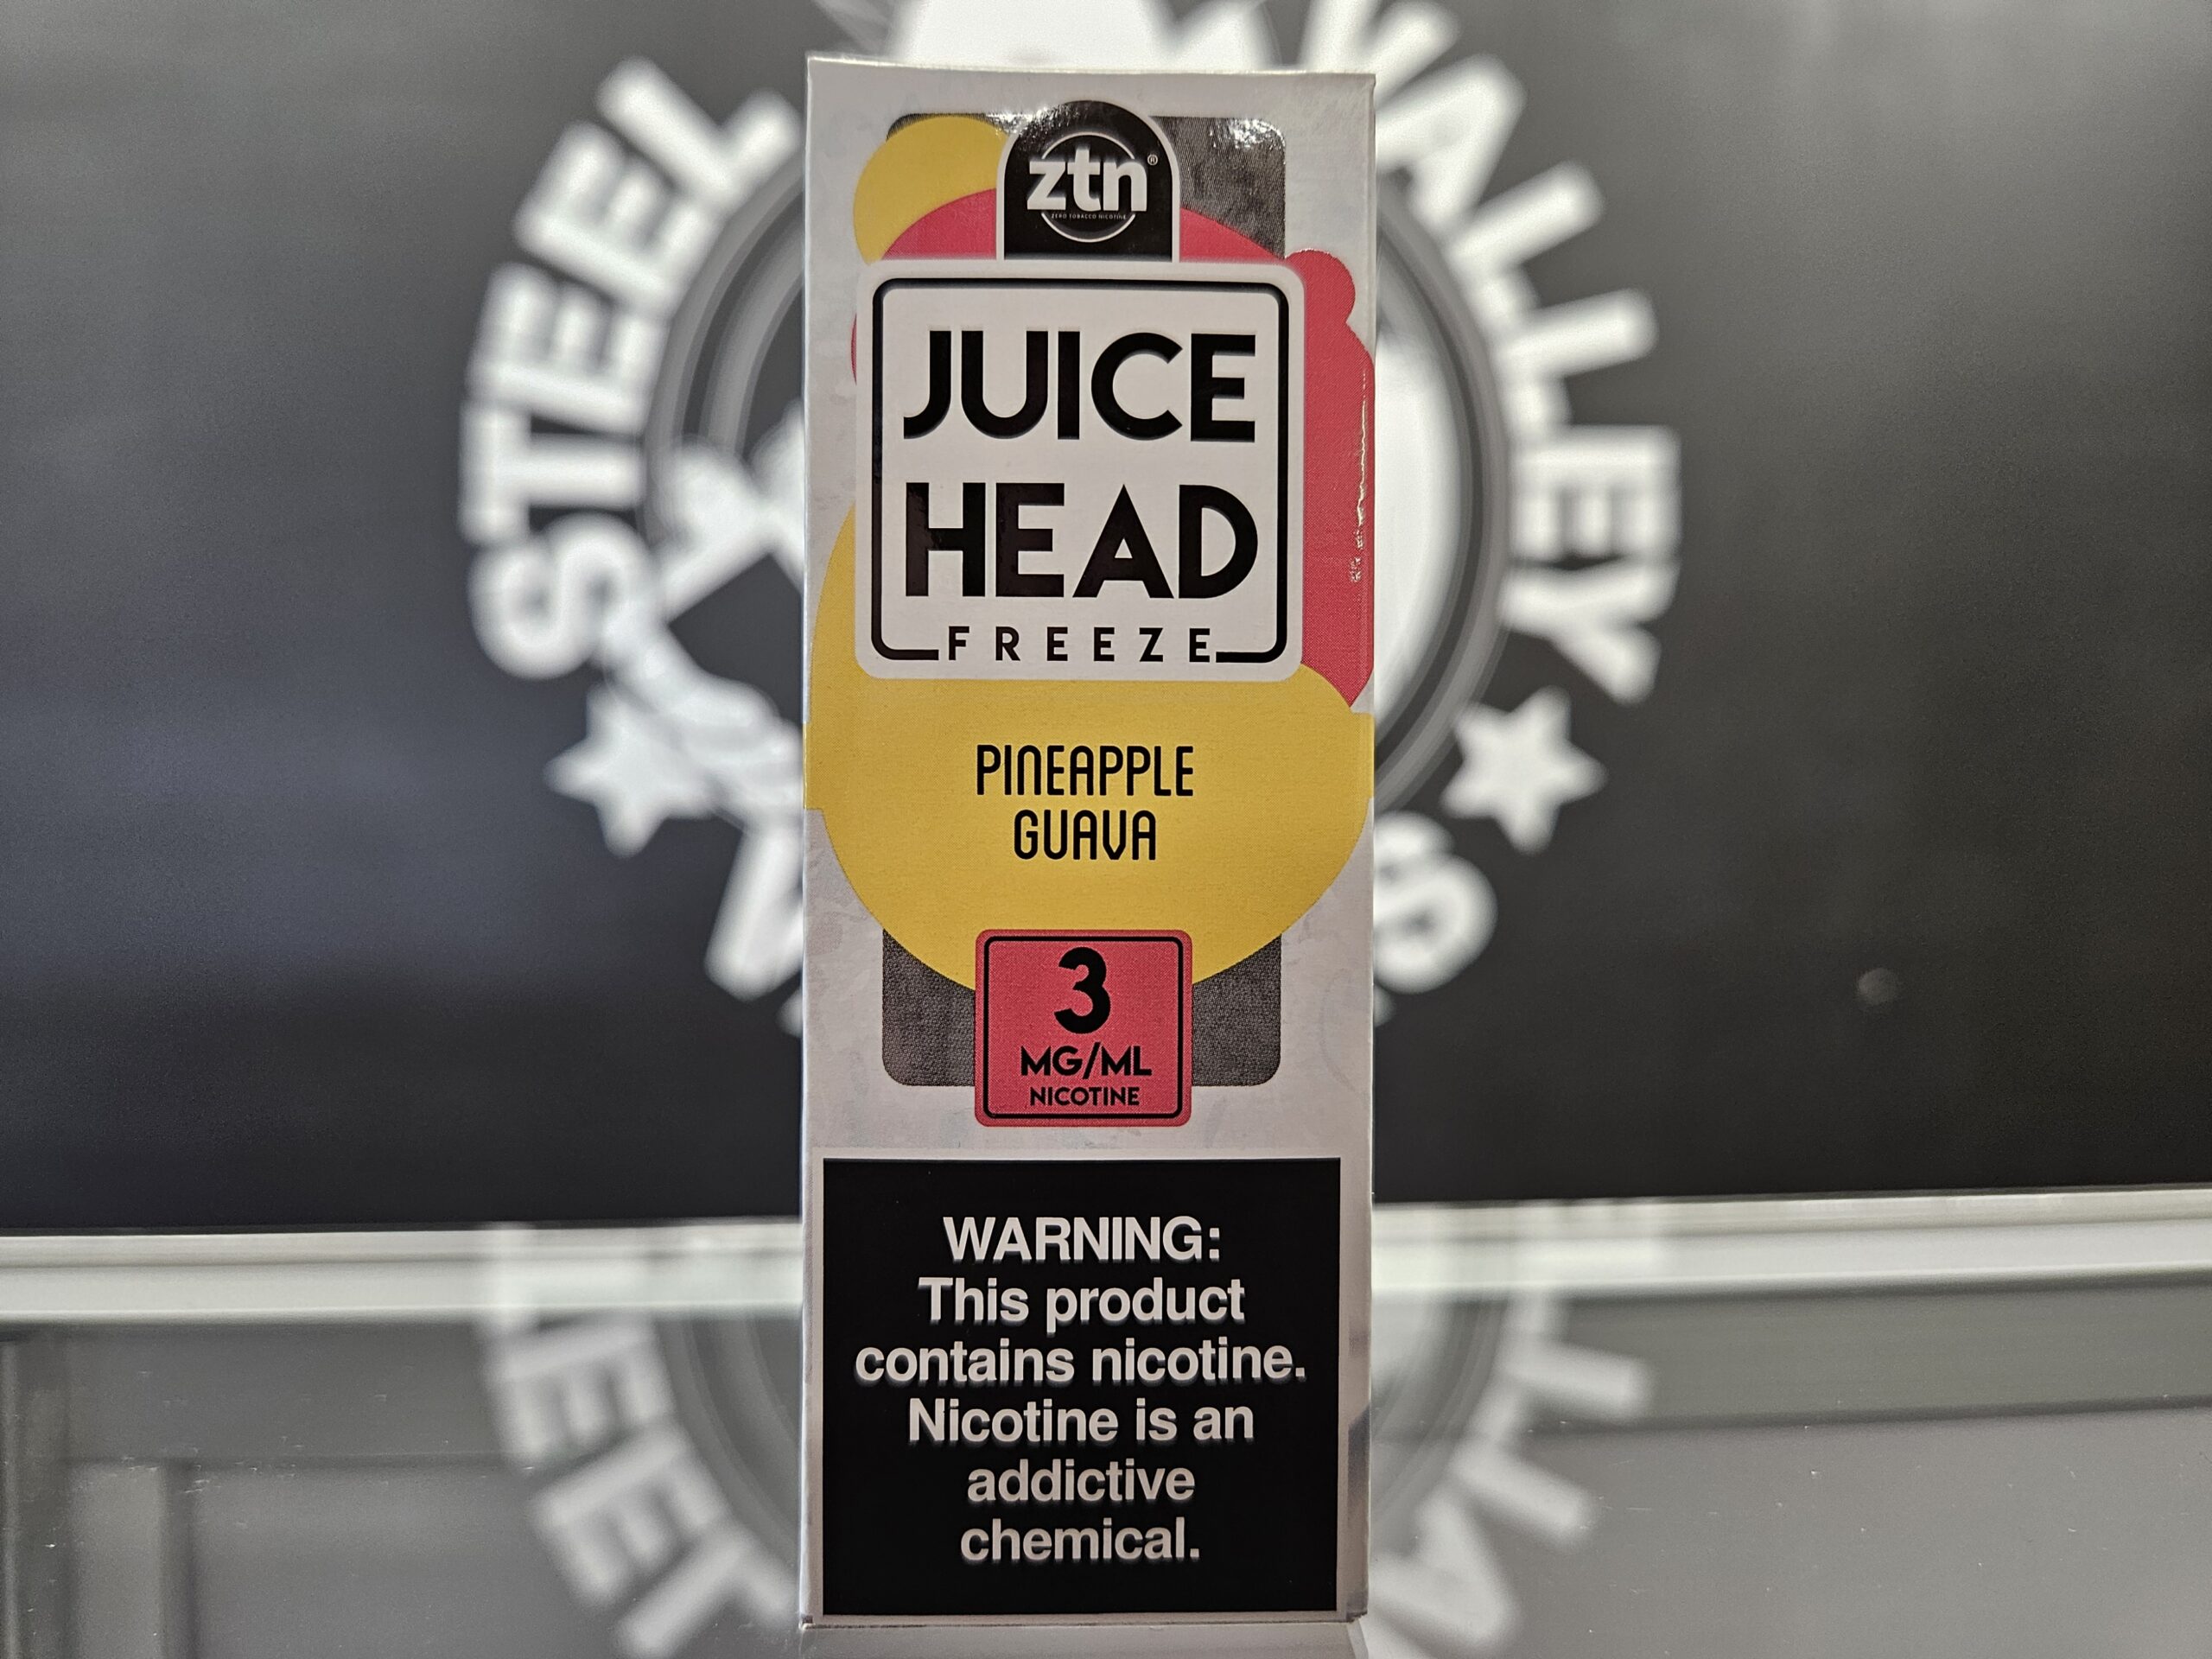 STEEL VALLEY
ztn®
ZERO TOBACCO NICOTINE
JUICE
HEAD
FREEZE
PINEAPPLE
GUAVA
3
MG/ML
NICOTINE
WARNING:
This product
contains nicotine.
Nicotine is an
addictive
chemical.